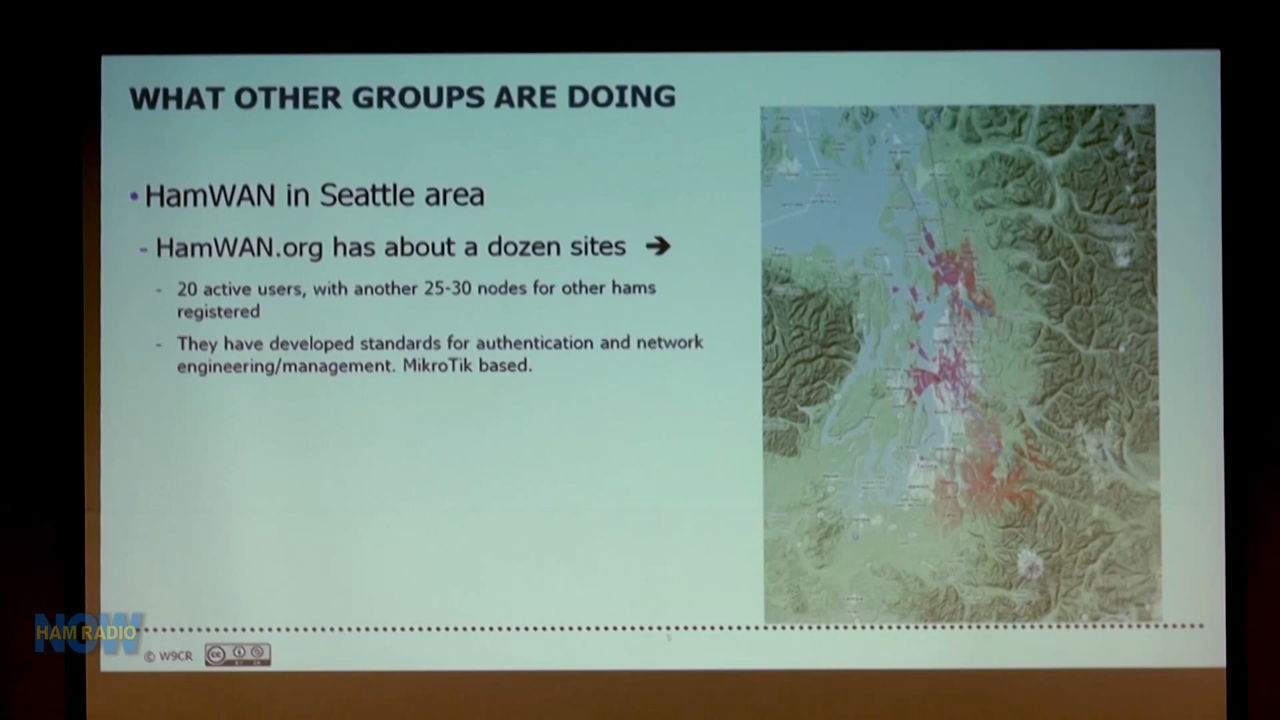 WHAT OTHER GROUPS ARE DOING
• HamWAN in Seattle area
- HamWAN.org has about a dozen sites ➔
- 20 active users, with another 25-30 nodes for other hams
registered
- They have developed standards for authentication and network
engineering/management. MikroTik based.
NOW
HAM RADIO
© W9CR
cc